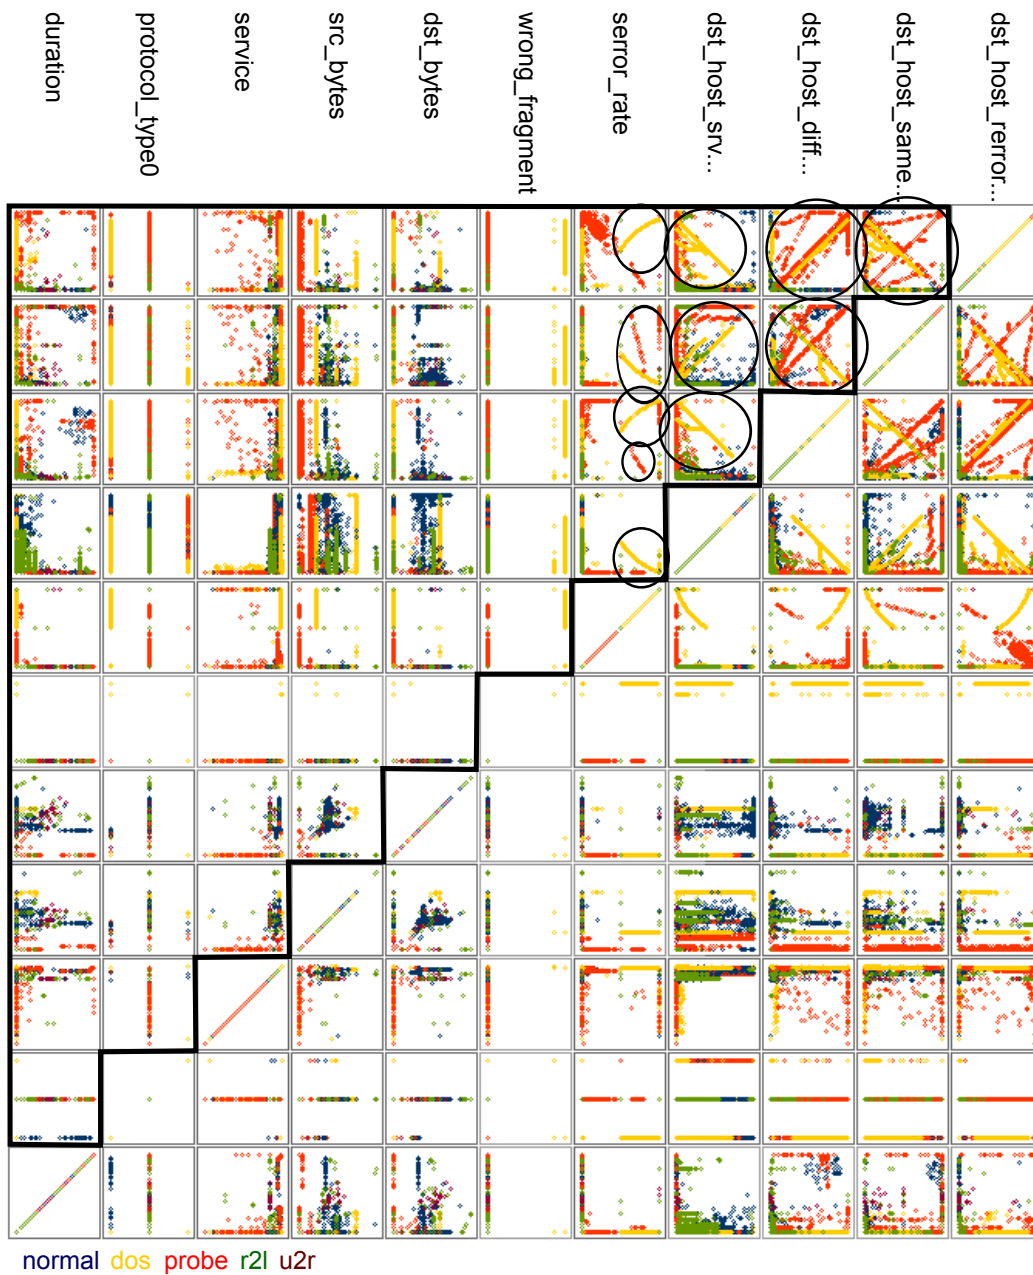 duration
protocol_type0
service
src_bytes
dst_bytes
wrong_fragment
serror_rate
dst_host_srv...
dst_host_diff...
dst_host_same...
dst_host_rerror...
normal dos probe r2l u2r